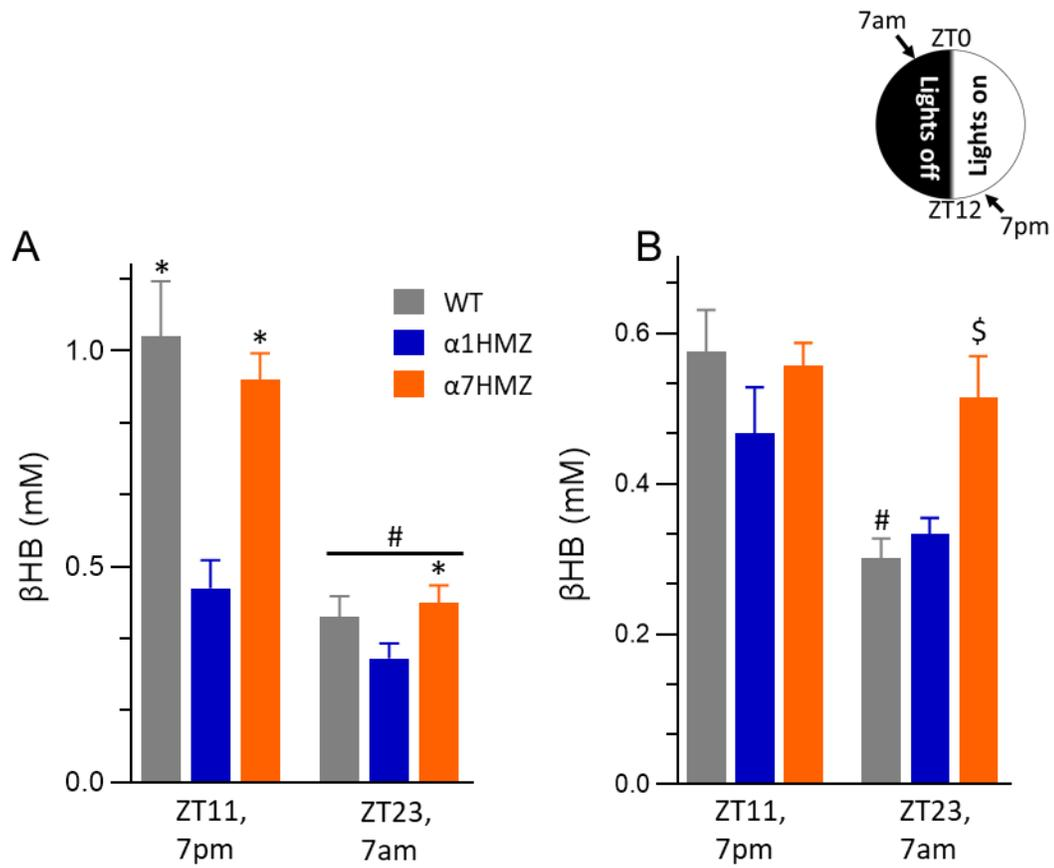 7am
ZT0
Lights off
Lights on
ZT12
7pm
A
B
*
*
WT
α1HMZ
α7HMZ
#
*
βHB (mM)
1.0
0.5
0.0
ZT11,
7pm
ZT23,
7am
$
#
βHB (mM)
0.6
0.4
0.2
0.0
ZT11,
7pm
ZT23,
7am